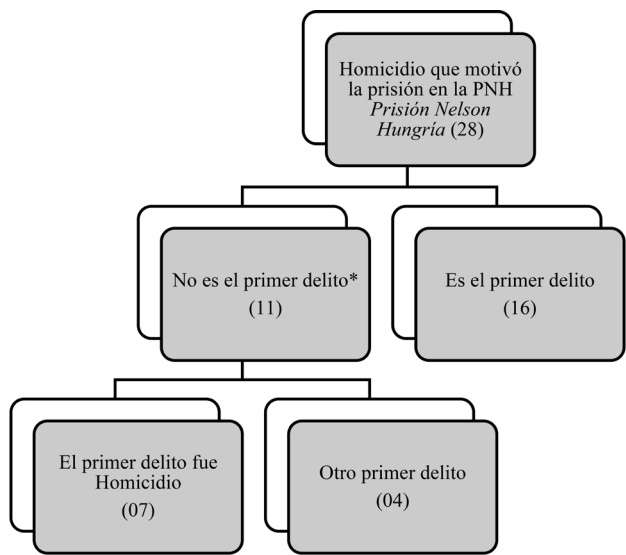 Homicidio que motivó
la prisión en la PNH
Prisión Nelson
Hungría (28)
No es el primer delito*
(11)
Es el primer delito
(16)
El primer delito fue
Homicidio
(07)
Otro primer delito
(04)